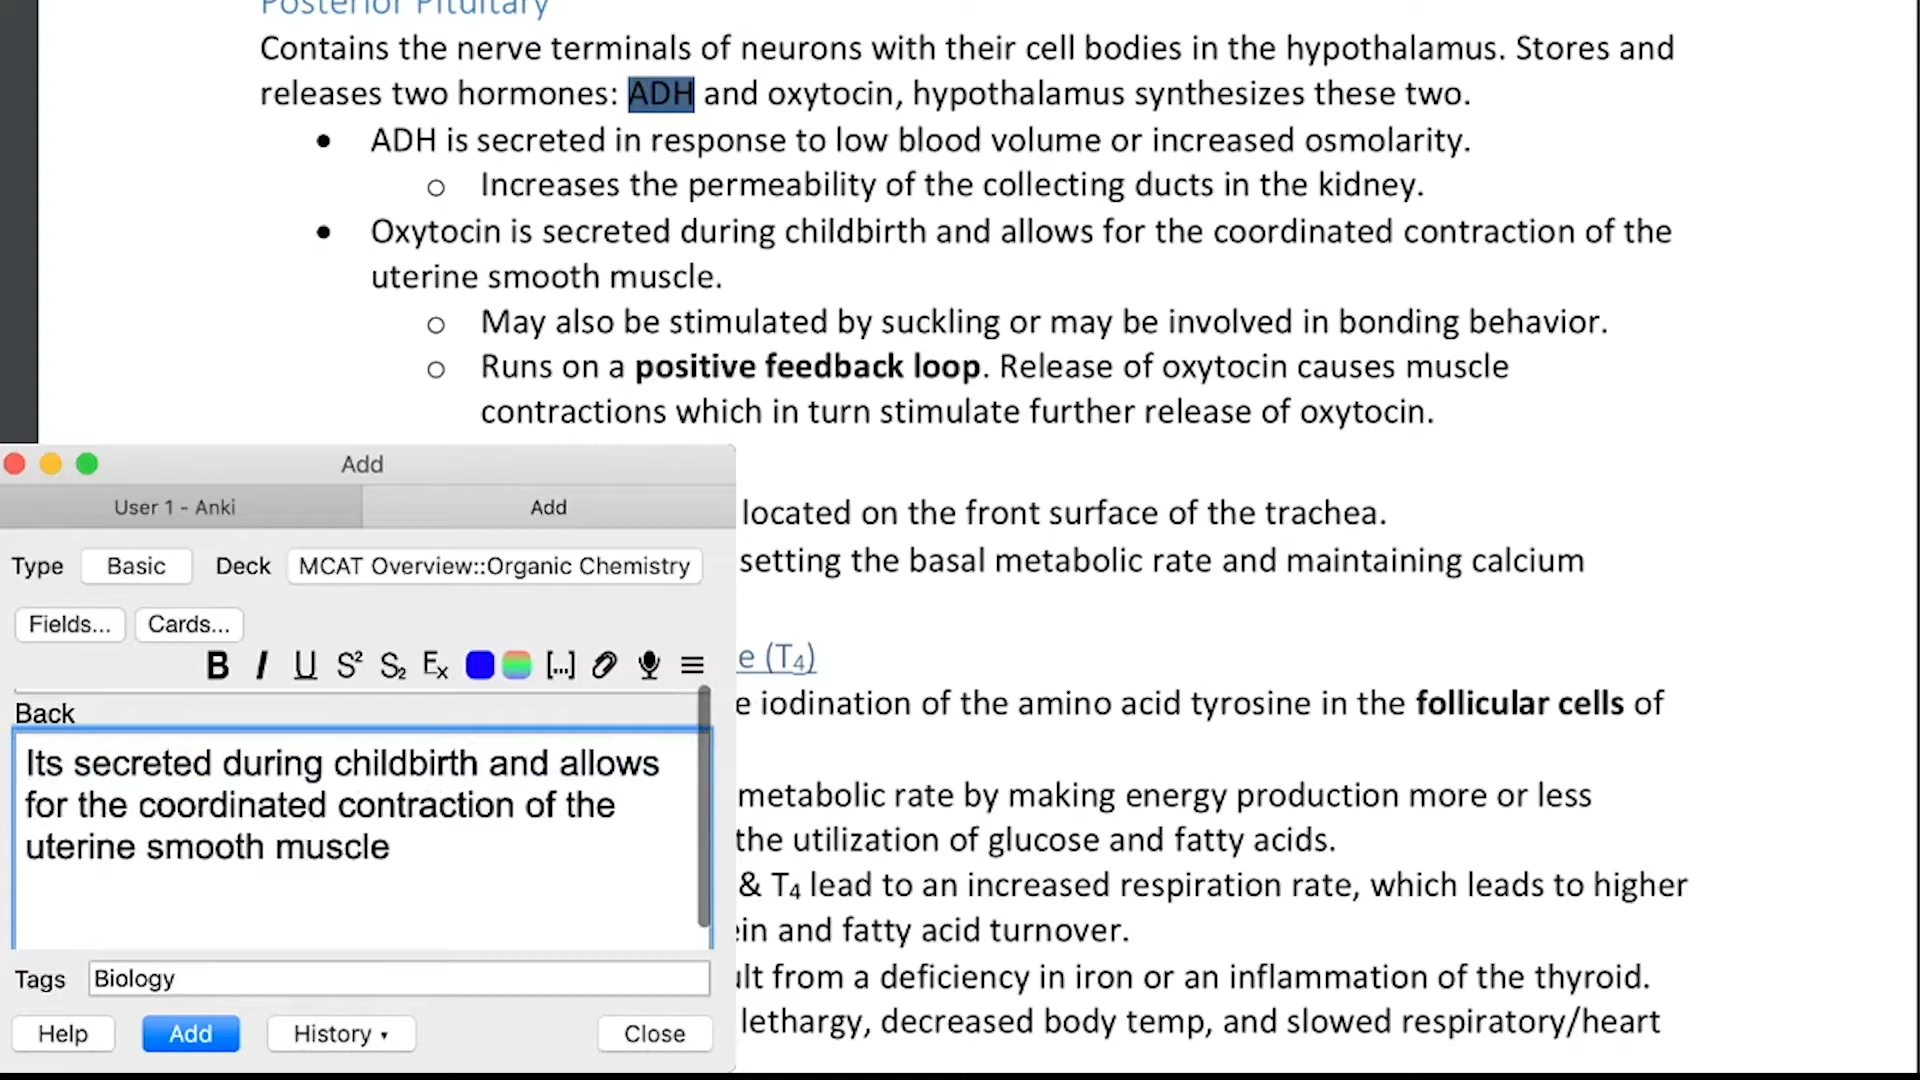 Posterior Pituitary
Contains the nerve terminals of neurons with their cell bodies in the hypothalamus. Stores and
releases two hormones: ADH and oxytocin, hypothalamus synthesizes these two.
• ADH is secreted in response to low blood volume or increased osmolarity.
o Increases the permeability of the collecting ducts in the kidney.
• Oxytocin is secreted during childbirth and allows for the coordinated contraction of the
uterine smooth muscle.
o May also be stimulated by suckling or may be involved in bonding behavior.
o Runs on a positive feedback loop. Release of oxytocin causes muscle
contractions which in turn stimulate further release of oxytocin.
located on the front surface of the trachea.
setting the basal metabolic rate and maintaining calcium
e (T₄)
e iodination of the amino acid tyrosine in the follicular cells of
metabolic rate by making energy production more or less
the utilization of glucose and fatty acids.
& T₄ lead to an increased respiration rate, which leads to higher
ein and fatty acid turnover.
ult from a deficiency in iron or an inflammation of the thyroid.
lethargy, decreased body temp, and slowed respiratory/heart
Add
User 1 - Anki Add
Type Basic Deck MCAT Overview::Organic Chemistry
Fields... Cards...
B I U S² S₂ Ex [...]
Back
Its secreted during childbirth and allows
for the coordinated contraction of the
uterine smooth muscle
Tags Biology
Help Add History ▾ Close